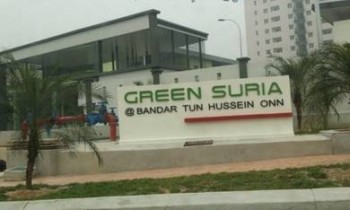 GREEN SURIA
@ BANDAR TUN HUSSEIN ONN